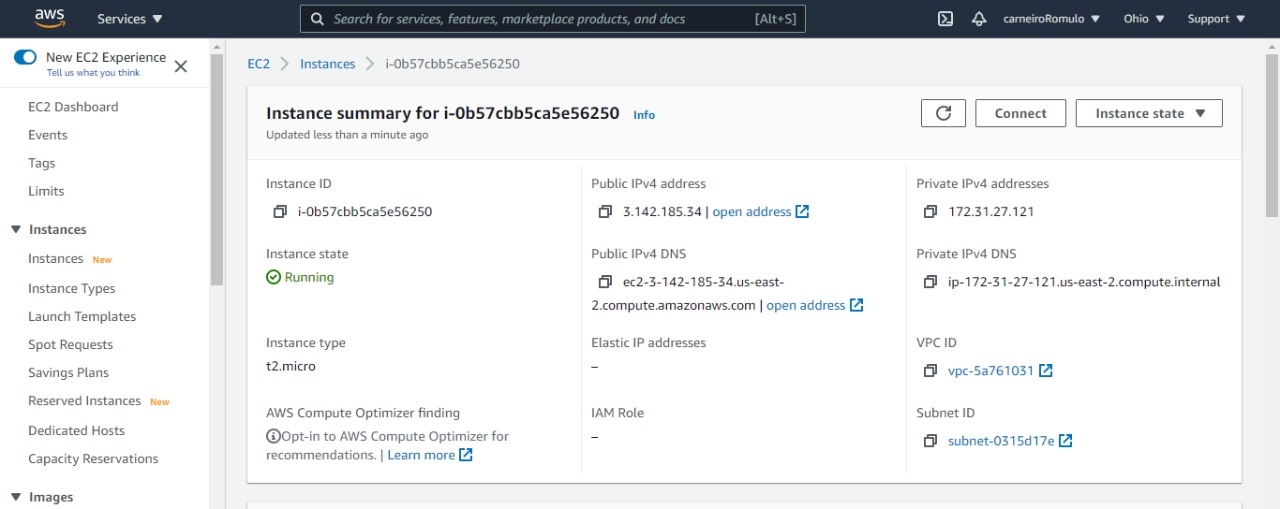 aws
Services
Search for services, features, marketplace products, and docs
[Alt+S]
carneiroRomulo
Ohio
Support
New EC2 Experience
Tell us what you think
EC2 Dashboard
Events
Tags
Limits
Instances
Instances New
Instance Types
Launch Templates
Spot Requests
Savings Plans
Reserved Instances New
Dedicated Hosts
Capacity Reservations
Images
EC2 > Instances > i-0b57cbb5ca5e56250
Instance summary for i-0b57cbb5ca5e56250 Info
Updated less than a minute ago
Connect
Instance state
Instance ID
i-0b57cbb5ca5e56250
Public IPv4 address
3.142.185.34 | open address
Private IPv4 addresses
172.31.27.121
Instance state
Running
Public IPv4 DNS
ec2-3-142-185-34.us-east-
2.compute.amazonaws.com | open address
Private IPv4 DNS
ip-172-31-27-121.us-east-2.compute.internal
Instance type
t2.micro
Elastic IP addresses
–
VPC ID
vpc-5a761031
AWS Compute Optimizer finding
Opt-in to AWS Compute Optimizer for
recommendations. | Learn more
IAM Role
–
Subnet ID
subnet-0315d17e